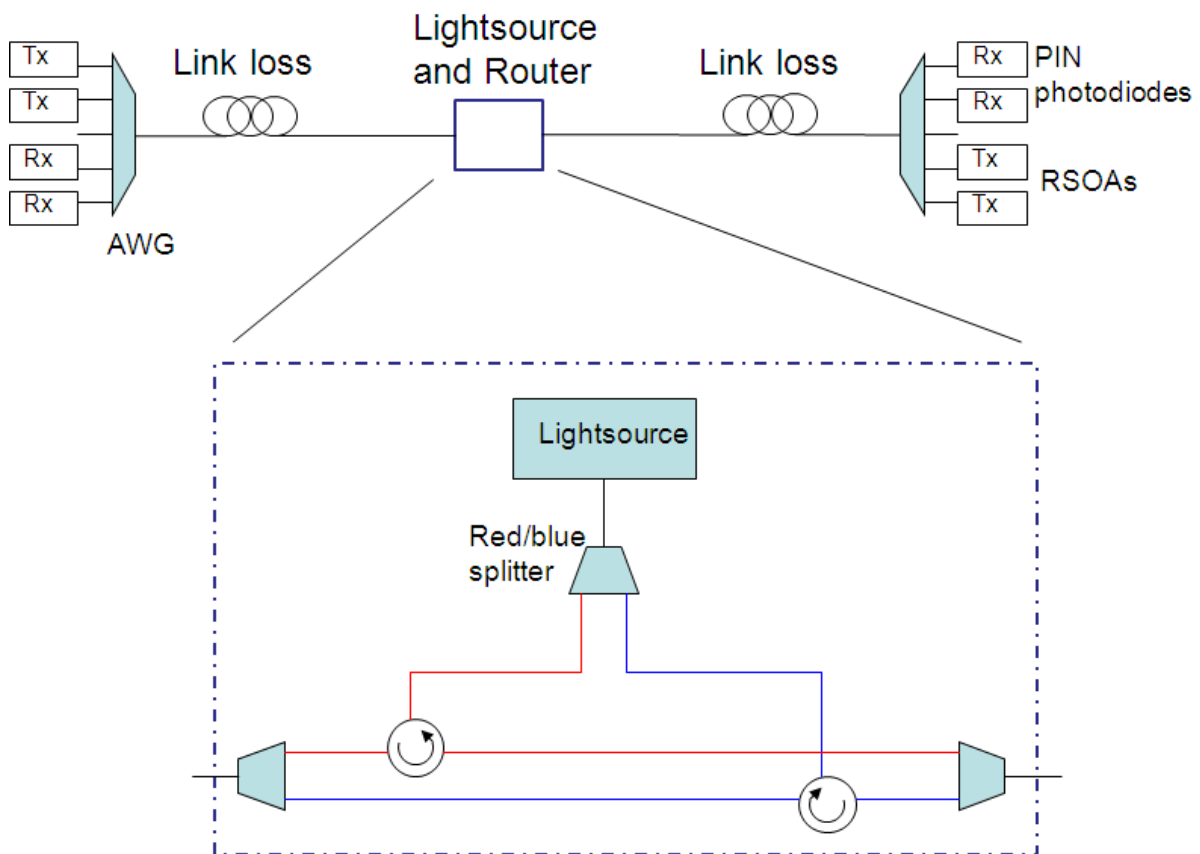 Tx
Tx
Rx
Rx
AWG
Link loss
Lightsource
and Router
Link loss
Rx
Rx
Tx
Tx
PIN
photodiodes
RSOAs
Lightsource
Red/blue
splitter